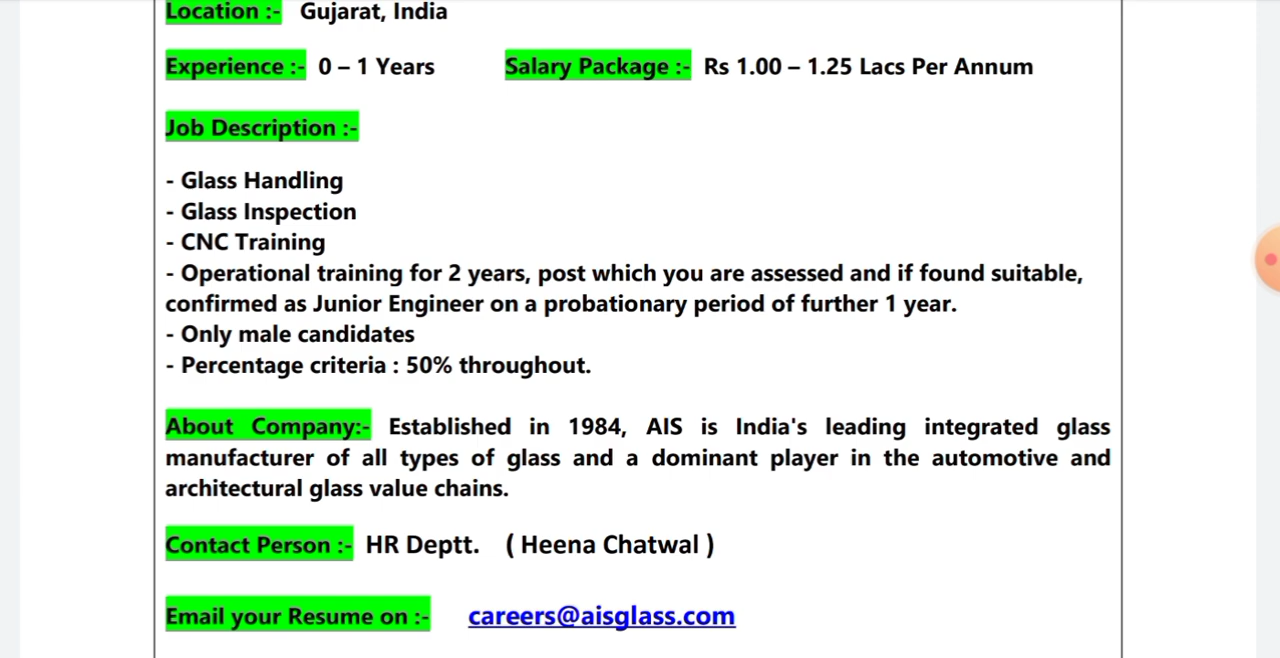 Location :- Gujarat, India
Experience :- 0 – 1 Years Salary Package :- Rs 1.00 – 1.25 Lacs Per Annum
Job Description :-
- Glass Handling
- Glass Inspection
- CNC Training
- Operational training for 2 years, post which you are assessed and if found suitable,
confirmed as Junior Engineer on a probationary period of further 1 year.
- Only male candidates
- Percentage criteria : 50% throughout.
About Company:- Established in 1984, AIS is India's leading integrated glass
manufacturer of all types of glass and a dominant player in the automotive and
architectural glass value chains.
Contact Person :- HR Deptt. ( Heena Chatwal )
Email your Resume on :- careers@aisglass.com